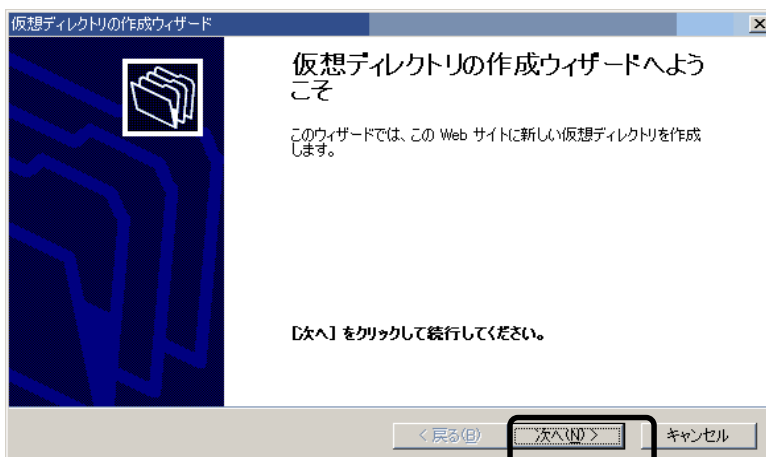 仮想ディレクトリの作成ウィザード
仮想ディレクトリの作成ウィザードへよう
こそ
このウィザードでは、この Web サイトに新しい仮想ディレクトリを作成
します。
[次へ] をクリックして続行してください。
< 戻る(B) 次へ(N) > キャンセル